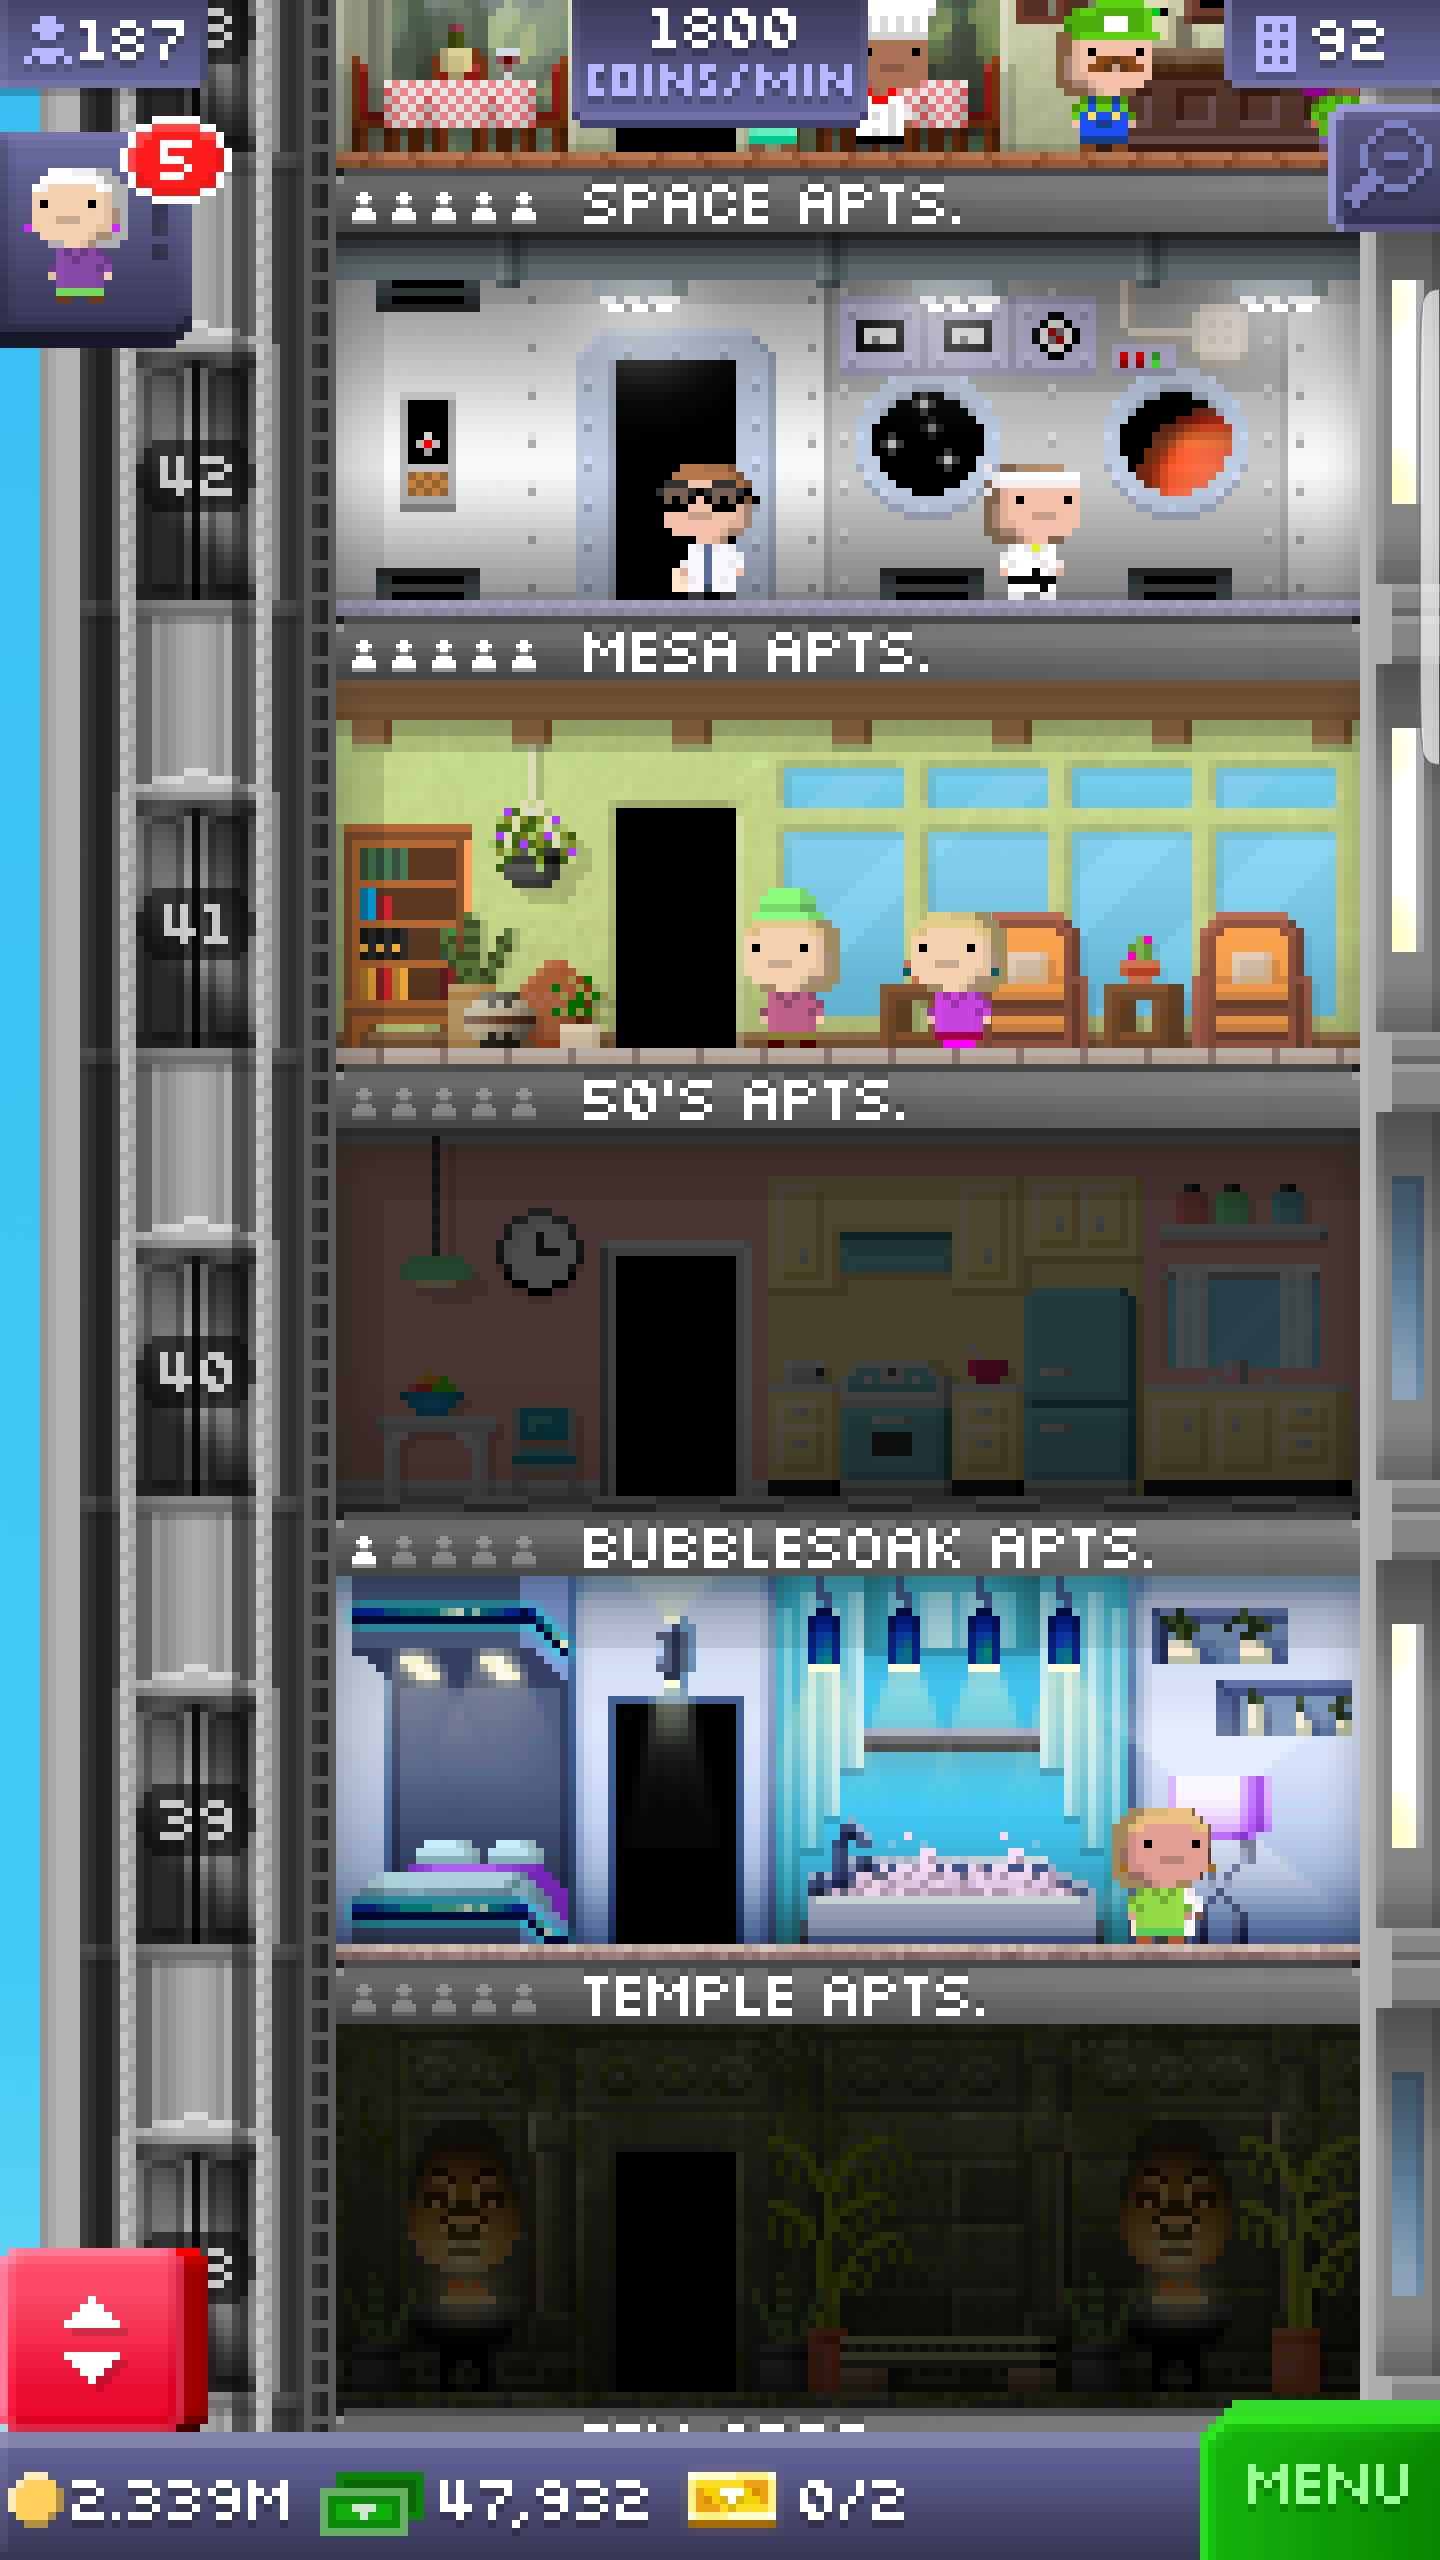 187
1800
COINS/MIN
92
5
SPACE APTS.
42
MESA APTS.
41
50'S APTS.
40
BUBBLESOAK APTS.
39
TEMPLE APTS.
2.339M
47,932
0/2
MENU